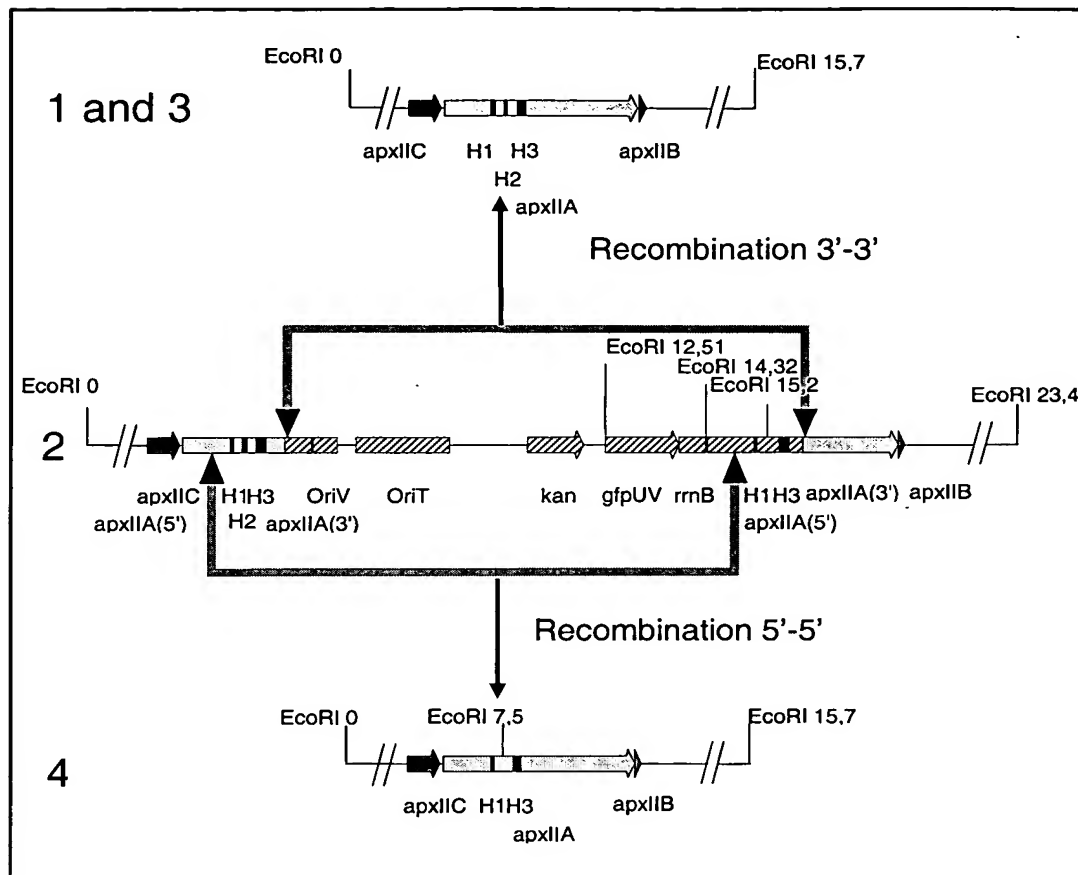 EcoRI 0
EcoRI 15,7
1 and 3
apxIIC
H1
H3
apxIIB
H2
apxIIA
Recombination 3'-3'
EcoRI 12,51
EcoRI 14,32
EcoRI 15,2
EcoRI 0
EcoRI 23,4
2
apxIIC
H1H3
OriV
OriT
kan
gfpUV
rrnB
H1H3
apxIIA(3')
apxIIB
apxIIA(5')
H2
apxIIA(3')
apxIIA(5')
Recombination 5'-5'
EcoRI 0
EcoRI 7,5
EcoRI 15,7
4
apxIIC
H1H3
apxIIB
apxIIA